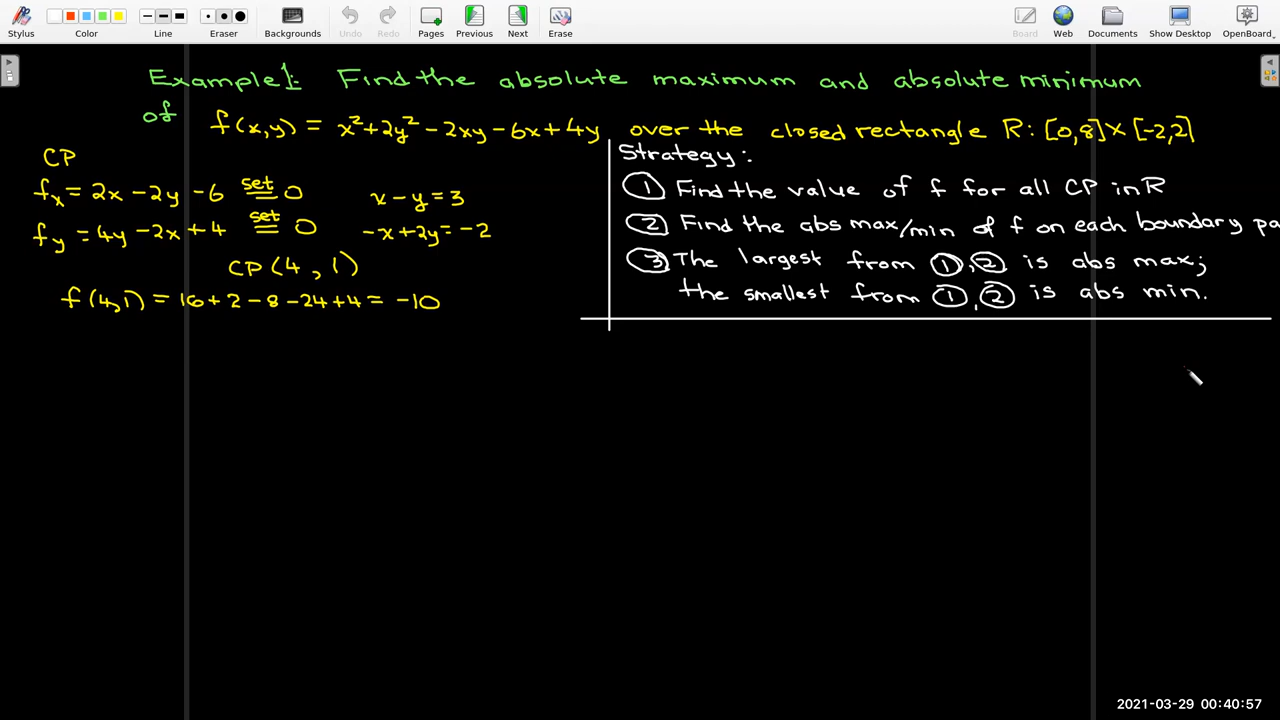 Stylus Color Line Eraser Backgrounds Undo Redo Pages Previous Next Erase Board Web Documents Show Desktop OpenBoard
Example 1: Find the absolute maximum and absolute minimum
of f(x,y) = x² + 2y² - 2xy - 6x + 4y over the closed rectangle R: [0,8] × [-2,2]
CP
f_x = 2x - 2y - 6 set = 0 x - y = 3
f_y = 4y - 2x + 4 set = 0 -x + 2y = -2
CP (4, 1)
f(4,1) = 16 + 2 - 8 - 24 + 4 = -10
Strategy:
① Find the value of f for all CP in R
② Find the abs max/min of f on each boundary pa
③ The largest from ①, ② is abs max;
the smallest from ①, ② is abs min.
2021-03-29 00:40:57